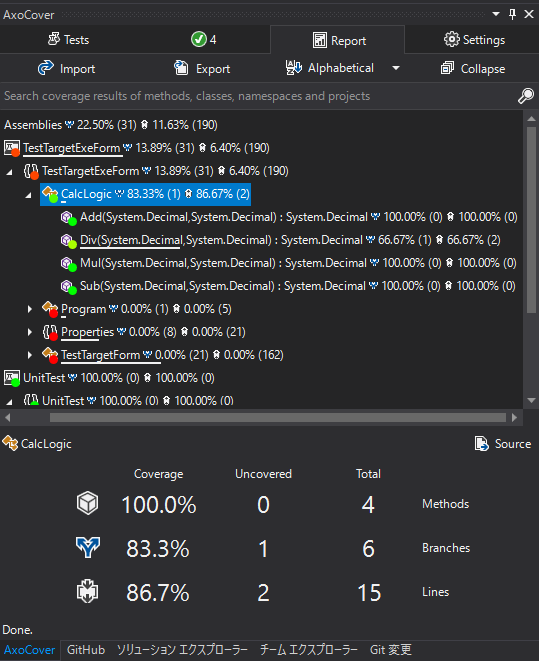 AxoCover
Tests 4 Report Settings
Import Export Alphabetical Collapse
Search coverage results of methods, classes, namespaces and projects
Assemblies 22.50% (31) 11.63% (190)
TestTargetExeForm 13.89% (31) 6.40% (190)
TestTargetExeForm 13.89% (31) 6.40% (190)
CalcLogic 83.33% (1) 86.67% (2)
Add(System.Decimal,System.Decimal) : System.Decimal 100.00% (0) 100.00% (0)
Div(System.Decimal,System.Decimal) : System.Decimal 66.67% (1) 66.67% (2)
Mul(System.Decimal,System.Decimal) : System.Decimal 100.00% (0) 100.00% (0)
Sub(System.Decimal,System.Decimal) : System.Decimal 100.00% (0) 100.00% (0)
Program 0.00% (1) 0.00% (5)
Properties 0.00% (8) 0.00% (21)
TestTargetForm 0.00% (21) 0.00% (162)
UnitTest 100.00% (0) 100.00% (0)
UnitTest 100.00% (0) 100.00% (0)
CalcLogic Source
Coverage Uncovered Total
100.0% 0 4 Methods
83.3% 1 6 Branches
86.7% 2 15 Lines
Done.
AxoCover GitHub ソリューション エクスプローラー チーム エクスプローラー Git 変更